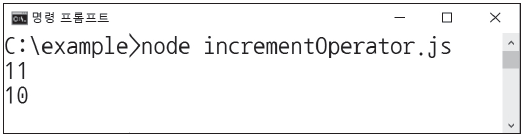 명령 프롬프트
C:\example>node incrementOperator.js
11
10